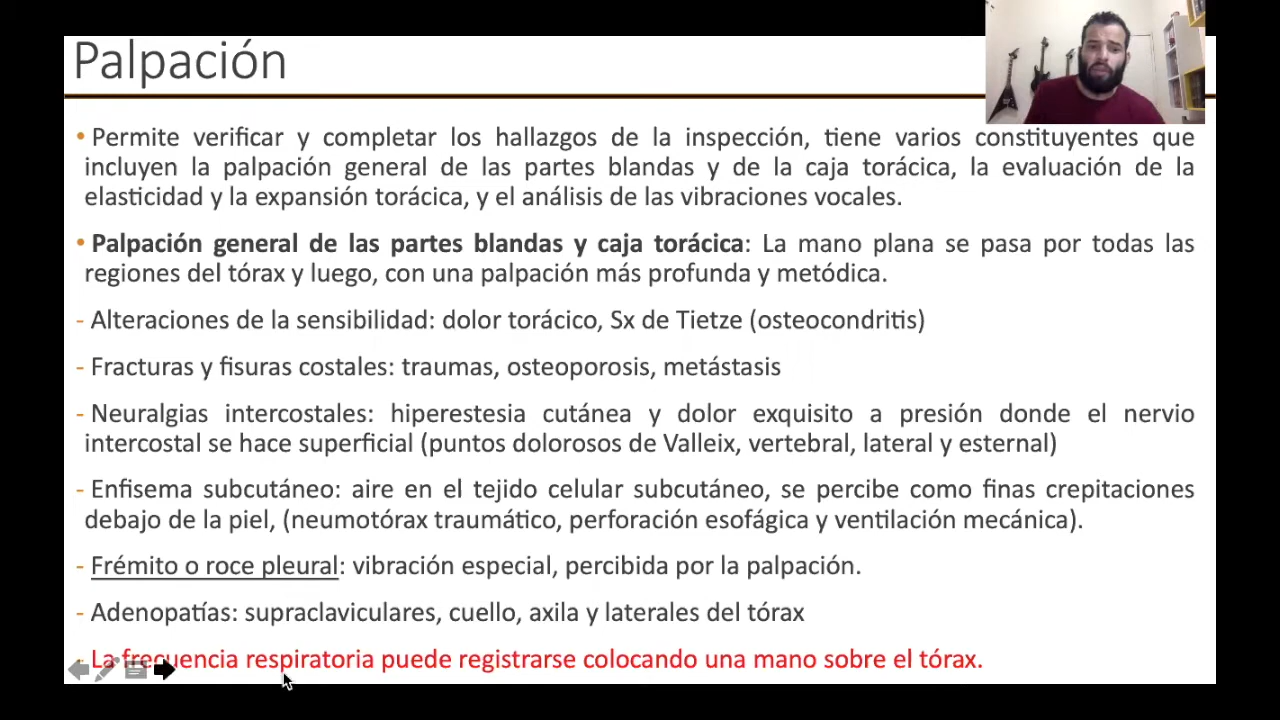 Palpación
• Permite verificar y completar los hallazgos de la inspección, tiene varios constituyentes que
incluyen la palpación general de las partes blandas y de la caja torácica, la evaluación de la
elasticidad y la expansión torácica, y el análisis de las vibraciones vocales.
• Palpación general de las partes blandas y caja torácica: La mano plana se pasa por todas las
regiones del tórax y luego, con una palpación más profunda y metódica.
- Alteraciones de la sensibilidad: dolor torácico, Sx de Tietze (osteocondritis)
- Fracturas y fisuras costales: traumas, osteoporosis, metástasis
- Neuralgias intercostales: hiperestesia cutánea y dolor exquisito a presión donde el nervio
intercostal se hace superficial (puntos dolorosos de Valleix, vertebral, lateral y esternal)
- Enfisema subcutáneo: aire en el tejido celular subcutáneo, se percibe como finas crepitaciones
debajo de la piel, (neumotórax traumático, perforación esofágica y ventilación mecánica).
- Frémito o roce pleural: vibración especial, percibida por la palpación.
- Adenopatías: supraclaviculares, cuello, axila y laterales del tórax
- La frecuencia respiratoria puede registrarse colocando una mano sobre el tórax.